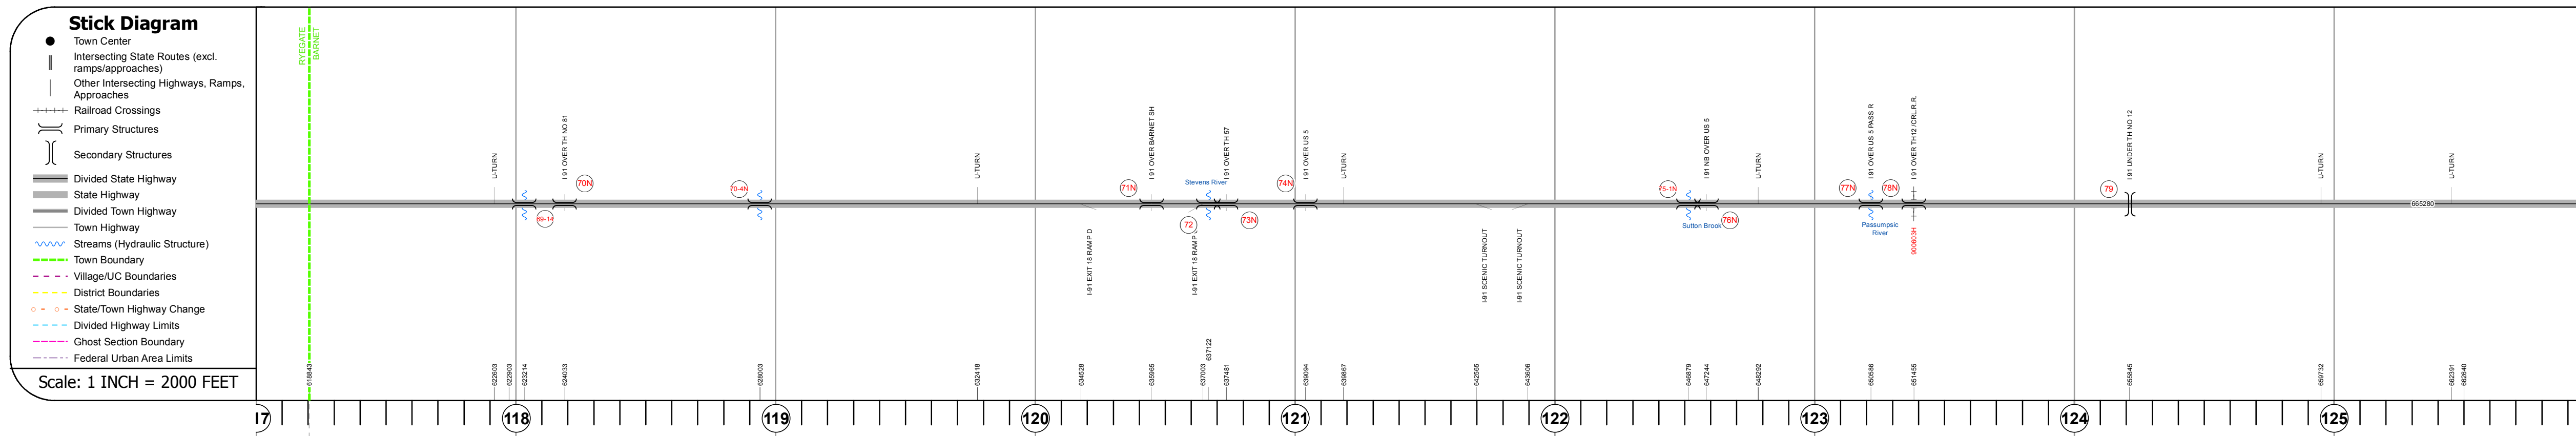 Stick Diagram
Town Center
Intersecting State Routes (excl.
ramps/approaches)
Other Intersecting Highways, Ramps,
Approaches
Railroad Crossings
Primary Structures
Secondary Structures
Divided State Highway
State Highway
Divided Town Highway
Town Highway
Streams (Hydraulic Structure)
Town Boundary
Village/UC Boundaries
District Boundaries
State/Town Highway Change
Divided Highway Limits
Ghost Section Boundary
Federal Urban Area Limits
Scale: 1 INCH = 2000 FEET
RYEGATE
BARNET
U-TURN
I 91 OVER TH NO 81
U-TURN
I 91 OVER BARNET SH
I 91 OVER TH 57
I 91 OVER US 5
U-TURN
I 91 NB OVER US 5
U-TURN
I 91 OVER US 5 PASS R
I 91 OVER TH12 /CRL.R.R.
I 91 UNDER TH NO 12
U-TURN
U-TURN
70N
70-4N
71N
Stevens River
74N
75-1N
77N
78N
79
69-14
72
73N
Sutton Brook
76N
Passumpsic
River
665280
I-91 EXIT 18 RAMP D
I-91 EXIT 18 RAMP
I-91 SCENIC TURNOUT
I-91 SCENIC TURNOUT
900603H
618843
622603
622903
623214
624033
628003
632418
634528
635965
637003
637122
637481
639094
639867
642565
643606
646879
647244
648292
650586
651455
655845
659732
662391
662640
17
118
119
120
121
122
123
124
125